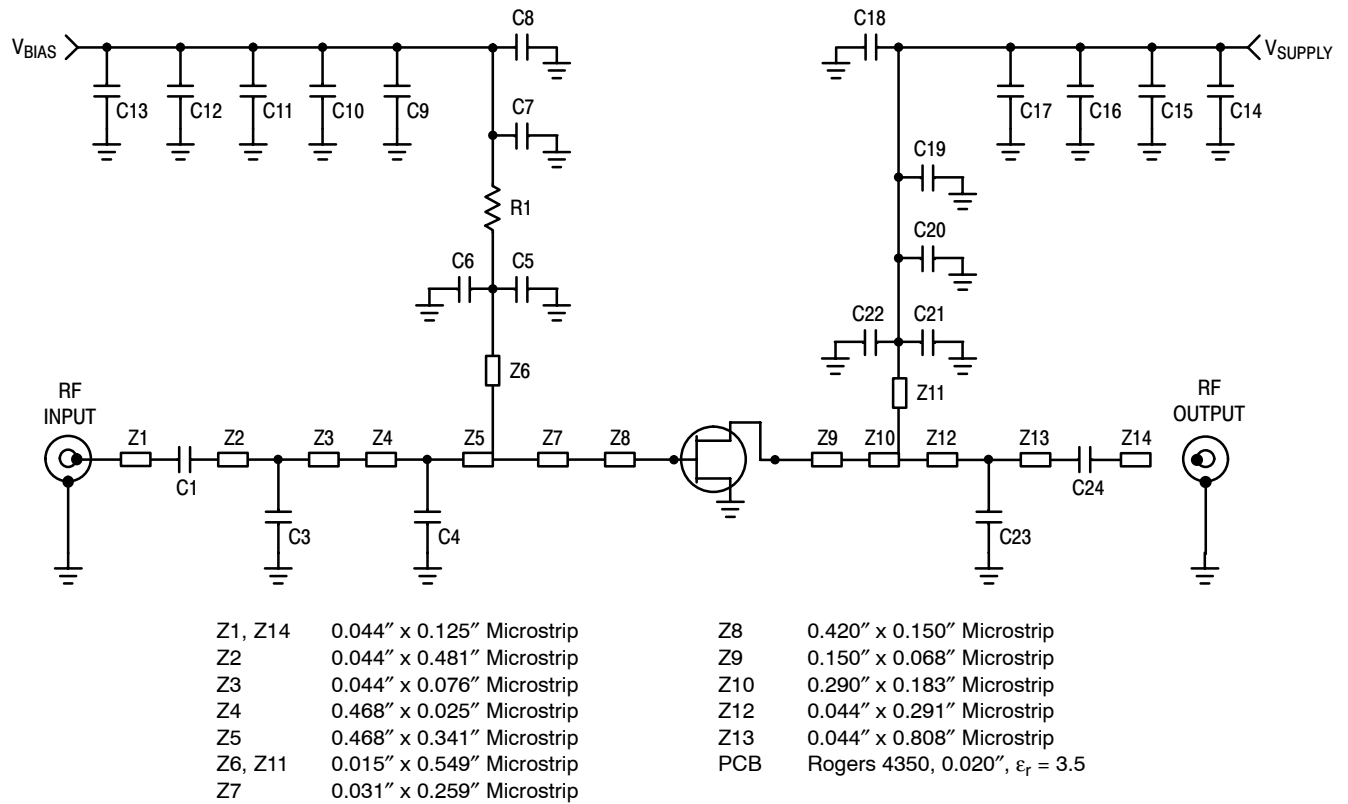 C8
C18
V_BIAS
V_SUPPLY
C13
C12
C11
C10
C9
C17
C16
C15
C14
C7
C19
R1
C20
C6
C5
C22
C21
Z6
Z11
RF
INPUT
RF
OUTPUT
Z1
Z2
Z3
Z4
Z5
Z7
Z8
Z9
Z10
Z12
Z13
Z14
C1
C24
C3
C4
C23
Z1, Z14 0.044″ x 0.125″ Microstrip
Z2 0.044″ x 0.481″ Microstrip
Z3 0.044″ x 0.076″ Microstrip
Z4 0.468″ x 0.025″ Microstrip
Z5 0.468″ x 0.341″ Microstrip
Z6, Z11 0.015″ x 0.549″ Microstrip
Z7 0.031″ x 0.259″ Microstrip
Z8 0.420″ x 0.150″ Microstrip
Z9 0.150″ x 0.068″ Microstrip
Z10 0.290″ x 0.183″ Microstrip
Z12 0.044″ x 0.291″ Microstrip
Z13 0.044″ x 0.808″ Microstrip
PCB Rogers 4350, 0.020″, εr = 3.5